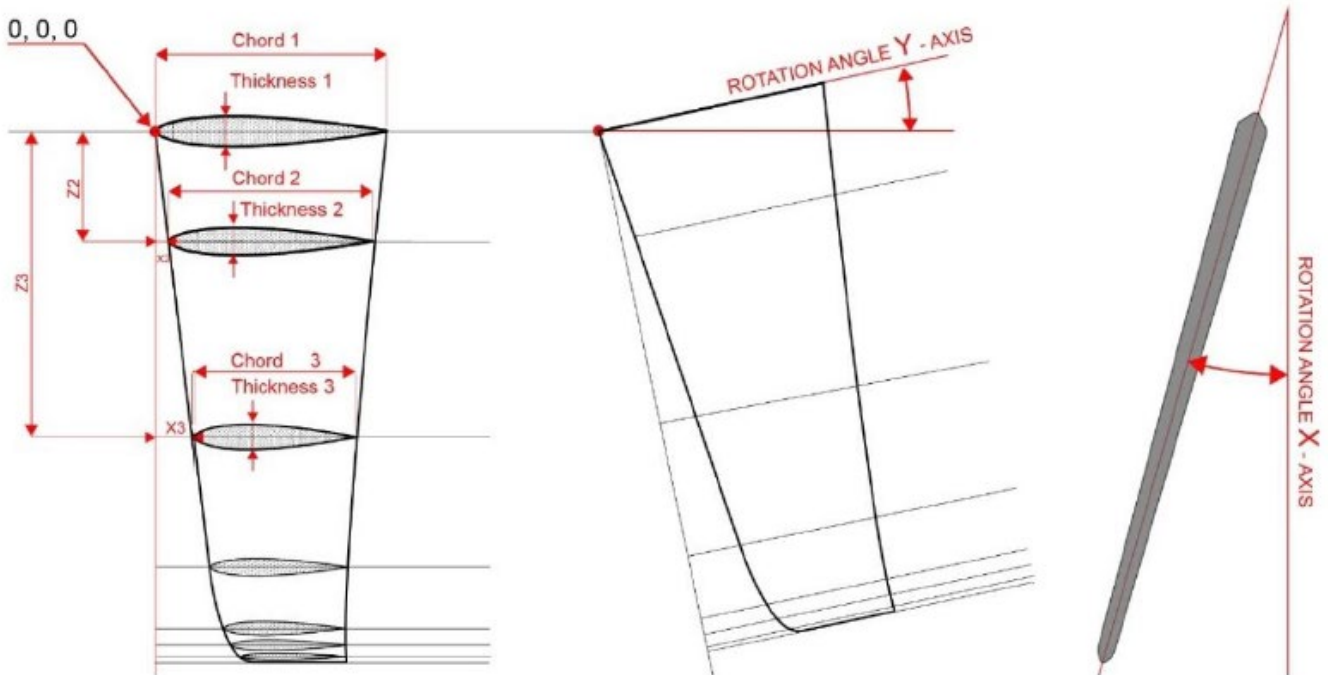 0, 0, 0
Chord 1
Thickness 1
Z2
Chord 2
Thickness 2
Z3
Chord 3
Thickness 3
X3
ROTATION ANGLE Y - AXIS
ROTATION ANGLE X - AXIS